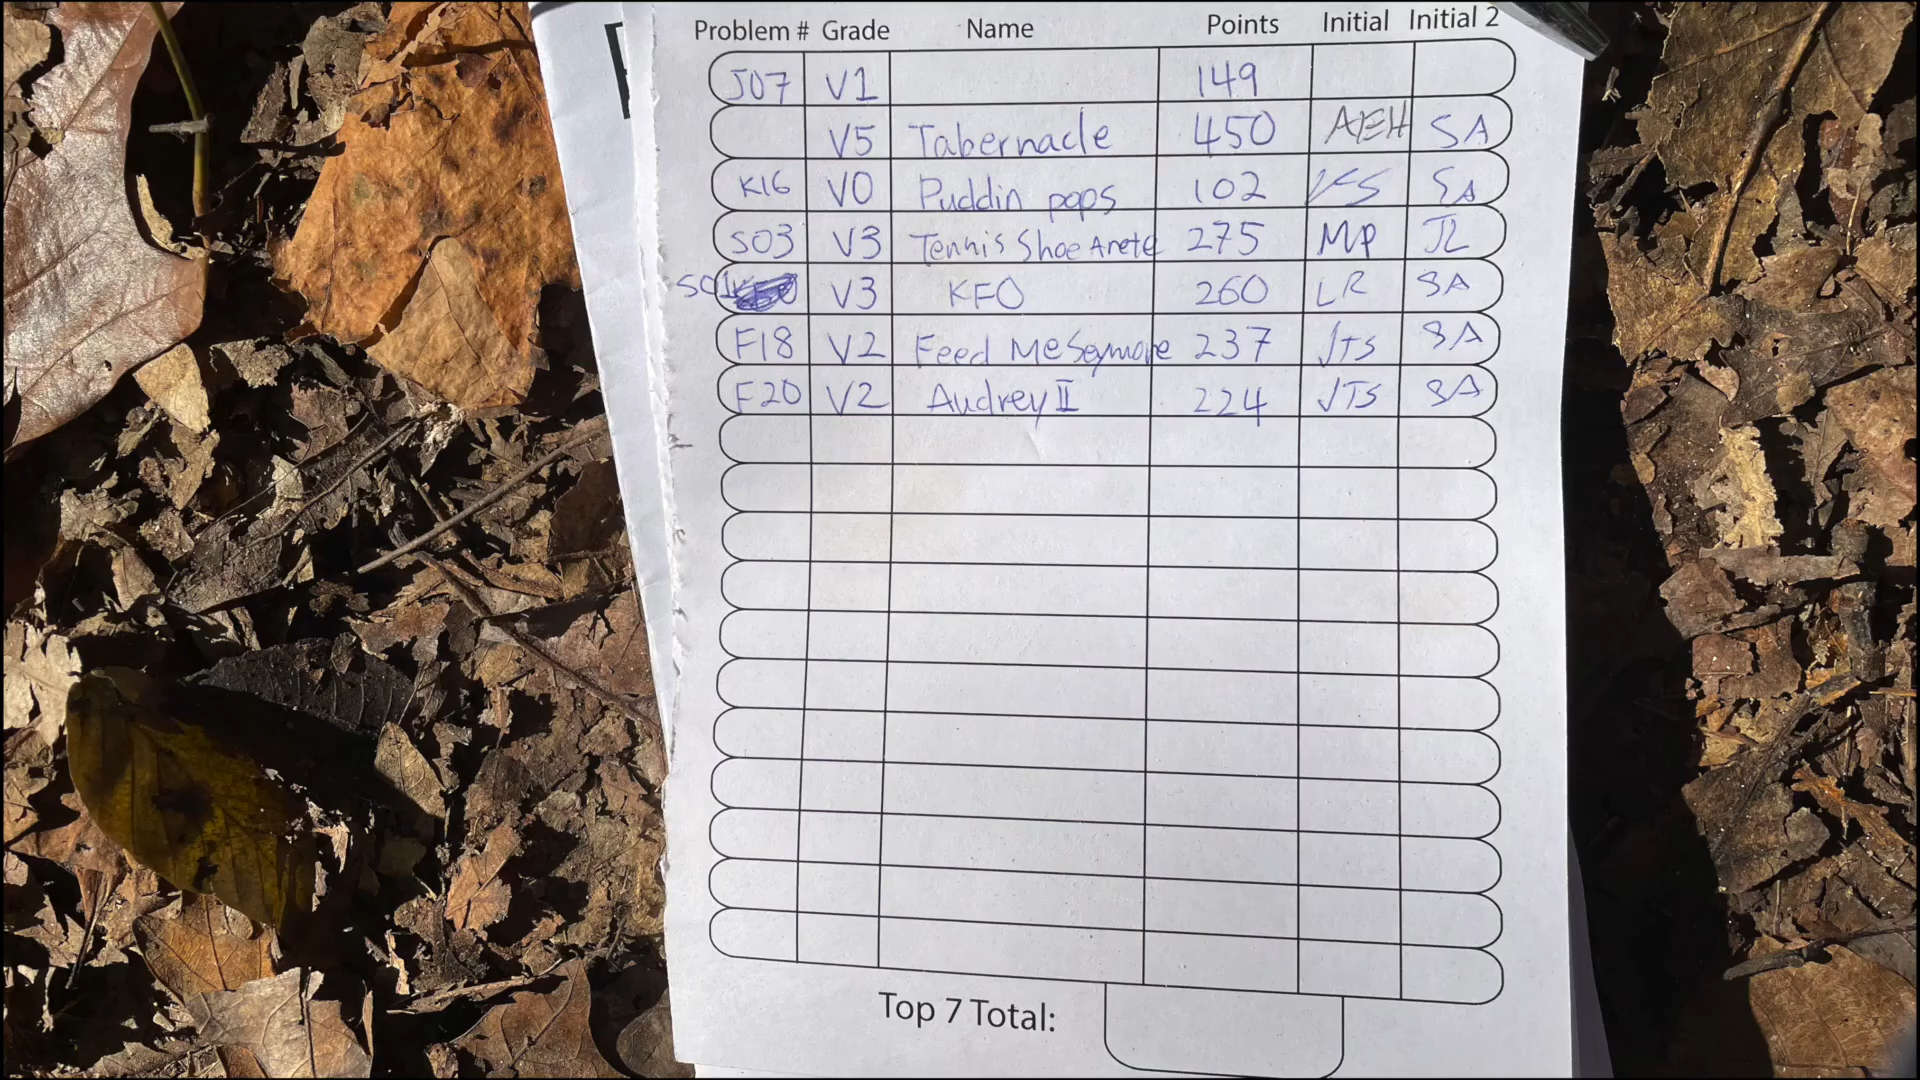 Problem # Grade Name Points Initial Initial 2
J07 V1 149
V5 Tabernacle 450 AEH SA
K16 V0 Puddin pops 102 SA
S03 V3 Tennis Shoe Arete 275 MP JL
S01 V3 KFO 260 LR SA
F18 V2 Feed Me Seymore 237 JTS SA
F20 V2 Audrey II 224 JTS SA
Top 7 Total: